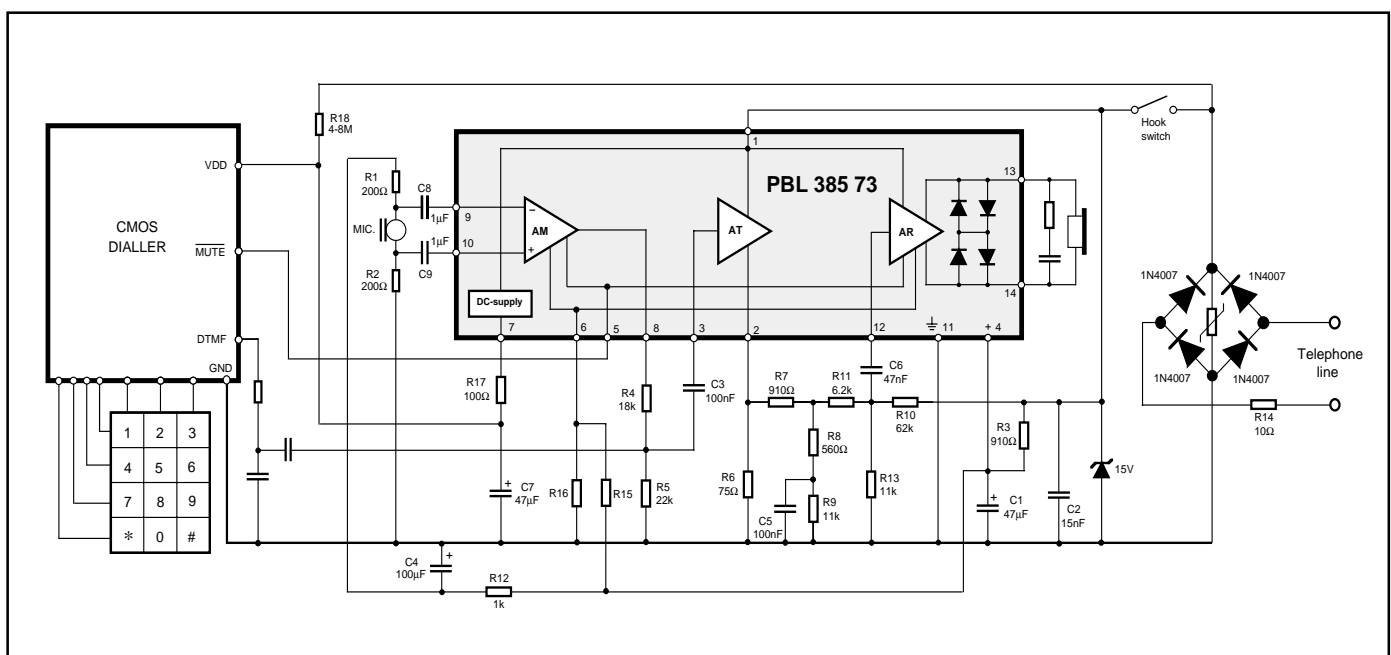 CMOS
DIALLER
VDD
MUTE
DTMF
GND
1 2 3
4 5 6
7 8 9
* 0 #
R18
4-8M
R1
200Ω
MIC.
R2
200Ω
C8
1µF
1µF
C9
PBL 385 73
1
9
10
−
+
AM
AT
AR
DC-supply
13
14
7
6
5
8
3
2
12
11
+ 4
Hook
switch
R17
100Ω
R4
18k
C3
100nF
C6
47nF
R7
910Ω
R11
6.2k
R10
62k
R3
910Ω
R8
560Ω
R6
75Ω
R13
11k
R9
11k
C5
100nF
+
C1
47µF
C2
15nF
15V
+
C7
47µF
R16
R15
R5
22k
+
C4
100µF
R12
1k
1N4007
1N4007
1N4007
1N4007
Telephone
line
R14
10Ω